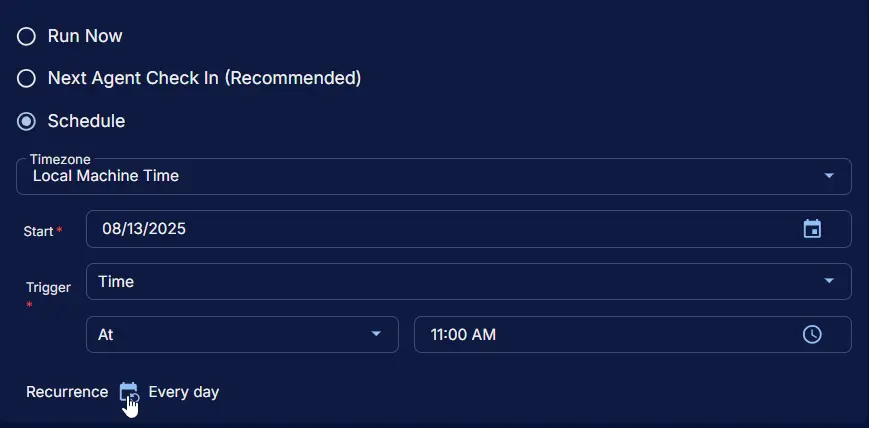 Run Now
Next Agent Check In (Recommended)
Schedule
Timezone
Local Machine Time
Start *
08/13/2025
Trigger *
Time
At
11:00 AM
Recurrence Every day